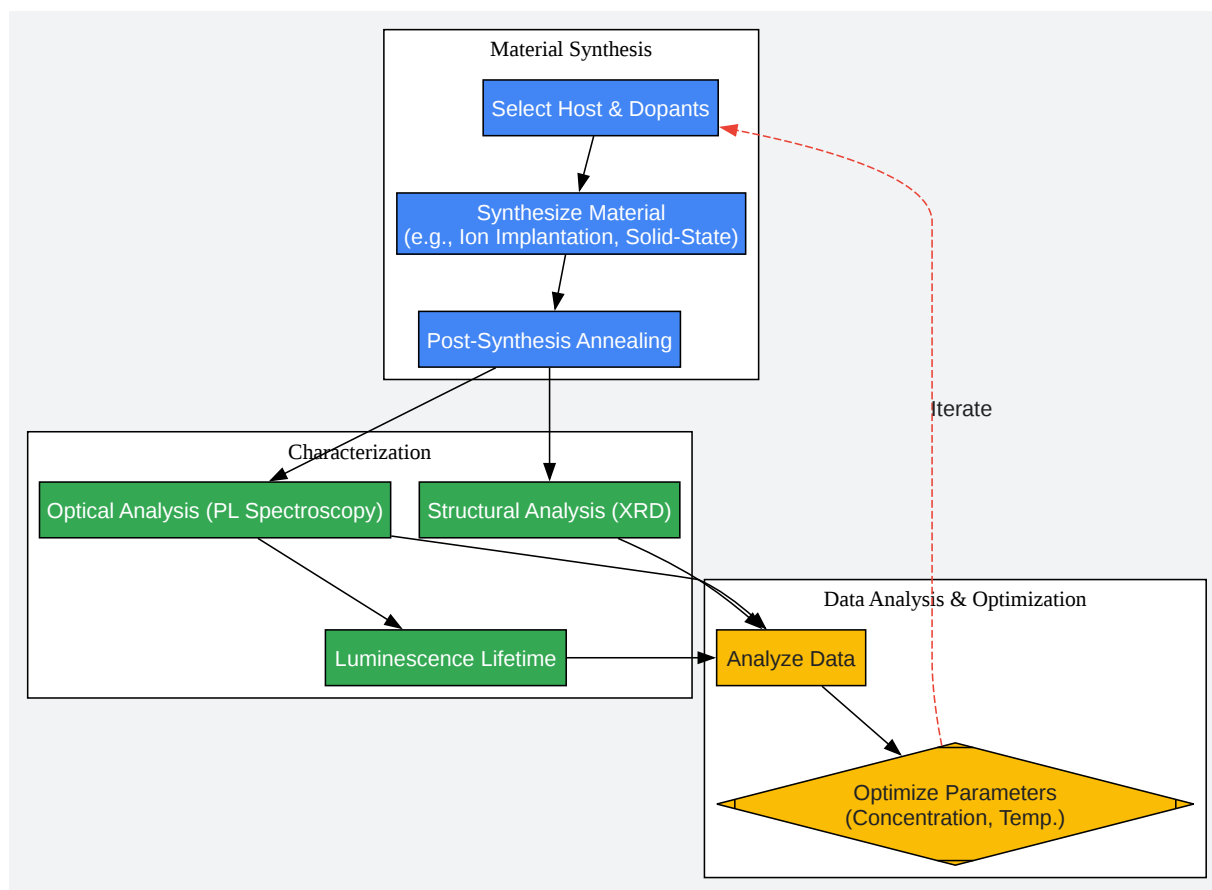 Material Synthesis
Select Host & Dopants
Synthesize Material
(e.g., Ion Implantation, Solid-State)
Post-Synthesis Annealing
Iterate
Characterization
Optical Analysis (PL Spectroscopy)
Structural Analysis (XRD)
Luminescence Lifetime
Data Analysis & Optimization
Analyze Data
Optimize Parameters
(Concentration, Temp.)